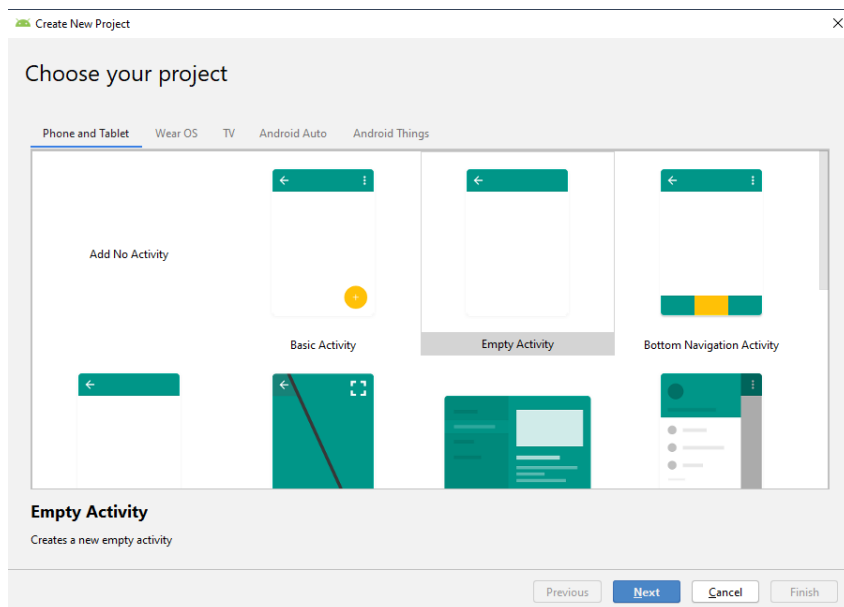 Create New Project
Choose your project
Phone and Tablet Wear OS TV Android Auto Android Things
Add No Activity
Basic Activity
Empty Activity
Bottom Navigation Activity
Empty Activity
Creates a new empty activity
Previous Next Cancel Finish